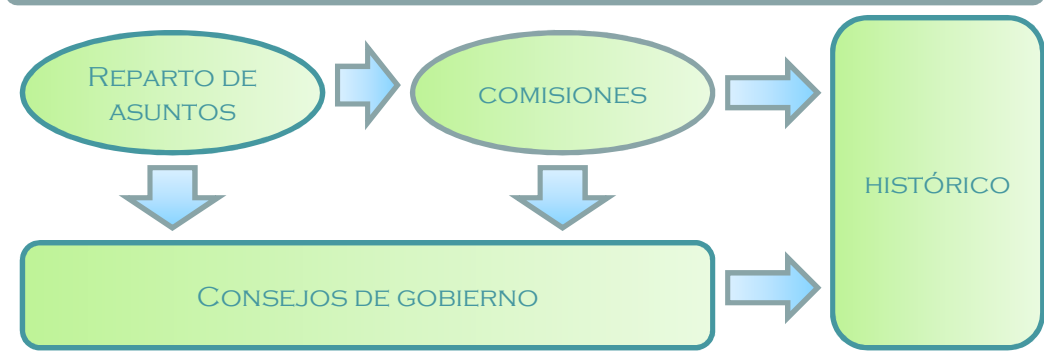 Reparto de
asuntos
comisiones
histórico
Consejos de gobierno